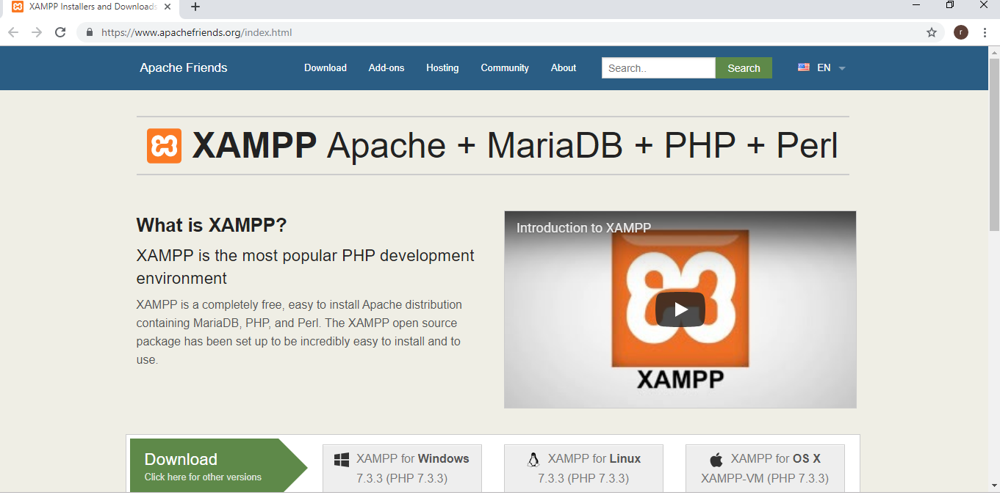 XAMPP Installers and Downloads
https://www.apachefriends.org/index.html
r
Apache Friends
Download
Add-ons
Hosting
Community
About
Search..
Search
EN
XAMPP Apache + MariaDB + PHP + Perl
What is XAMPP?
XAMPP is the most popular PHP development
environment
XAMPP is a completely free, easy to install Apache distribution
containing MariaDB, PHP, and Perl. The XAMPP open source
package has been set up to be incredibly easy to install and to
use.
Introduction to XAMPP
XAMPP
Download
Click here for other versions
XAMPP for Windows
7.3.3 (PHP 7.3.3)
XAMPP for Linux
7.3.3 (PHP 7.3.3)
XAMPP for OS X
XAMPP-VM (PHP 7.3.3)